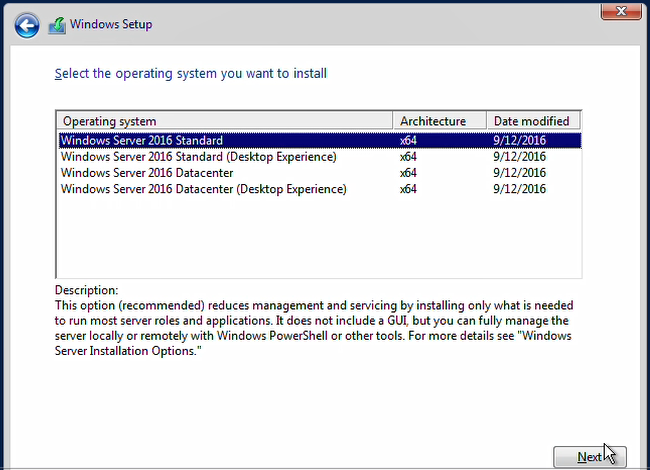 Windows Setup
Select the operating system you want to install
Operating system Architecture Date modified
Windows Server 2016 Standard x64 9/12/2016
Windows Server 2016 Standard (Desktop Experience) x64 9/12/2016
Windows Server 2016 Datacenter x64 9/12/2016
Windows Server 2016 Datacenter (Desktop Experience) x64 9/12/2016
Description:
This option (recommended) reduces management and servicing by installing only what is needed
to run most server roles and applications. It does not include a GUI, but you can fully manage the
server locally or remotely with Windows PowerShell or other tools. For more details see "Windows
Server Installation Options."
Next